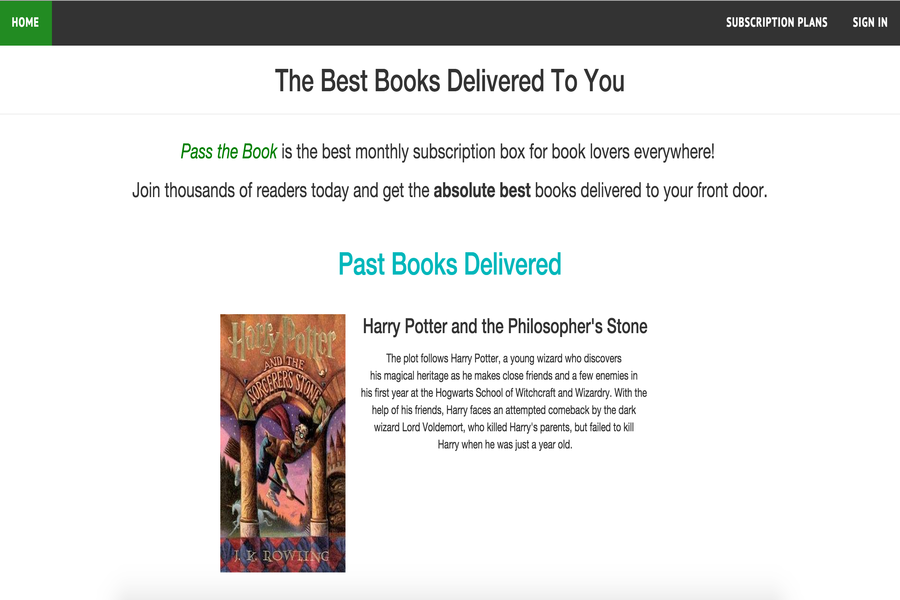 HOME
SUBSCRIPTION PLANS
SIGN IN
The Best Books Delivered To You
Pass the Book is the best monthly subscription box for book lovers everywhere!
Join thousands of readers today and get the absolute best books delivered to your front door.
Past Books Delivered
Harry Potter
AND THE
SORCERER'S STONE
J. K. ROWLING
Harry Potter and the Philosopher's Stone
The plot follows Harry Potter, a young wizard who discovers
his magical heritage as he makes close friends and a few enemies in
his first year at the Hogwarts School of Witchcraft and Wizardry. With the
help of his friends, Harry faces an attempted comeback by the dark
wizard Lord Voldemort, who killed Harry's parents, but failed to kill
Harry when he was just a year old.